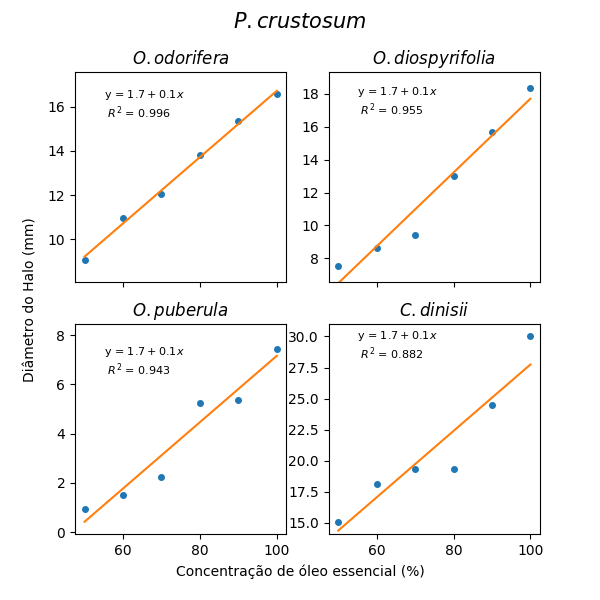 P. crustosum
O. odorifera
O. diospyrifolia
y = 1.7 + 0.1x
R² = 0.996
16
14
12
10
y = 1.7 + 0.1x
R² = 0.955
18
16
14
12
10
8
Diâmetro do Halo (mm)
O. puberula
C. dinisii
y = 1.7 + 0.1x
R² = 0.943
8
6
4
2
0
60 80 100
y = 1.7 + 0.1x
R² = 0.882
30.0
27.5
25.0
22.5
20.0
17.5
15.0
60 80 100
Concentração de óleo essencial (%)